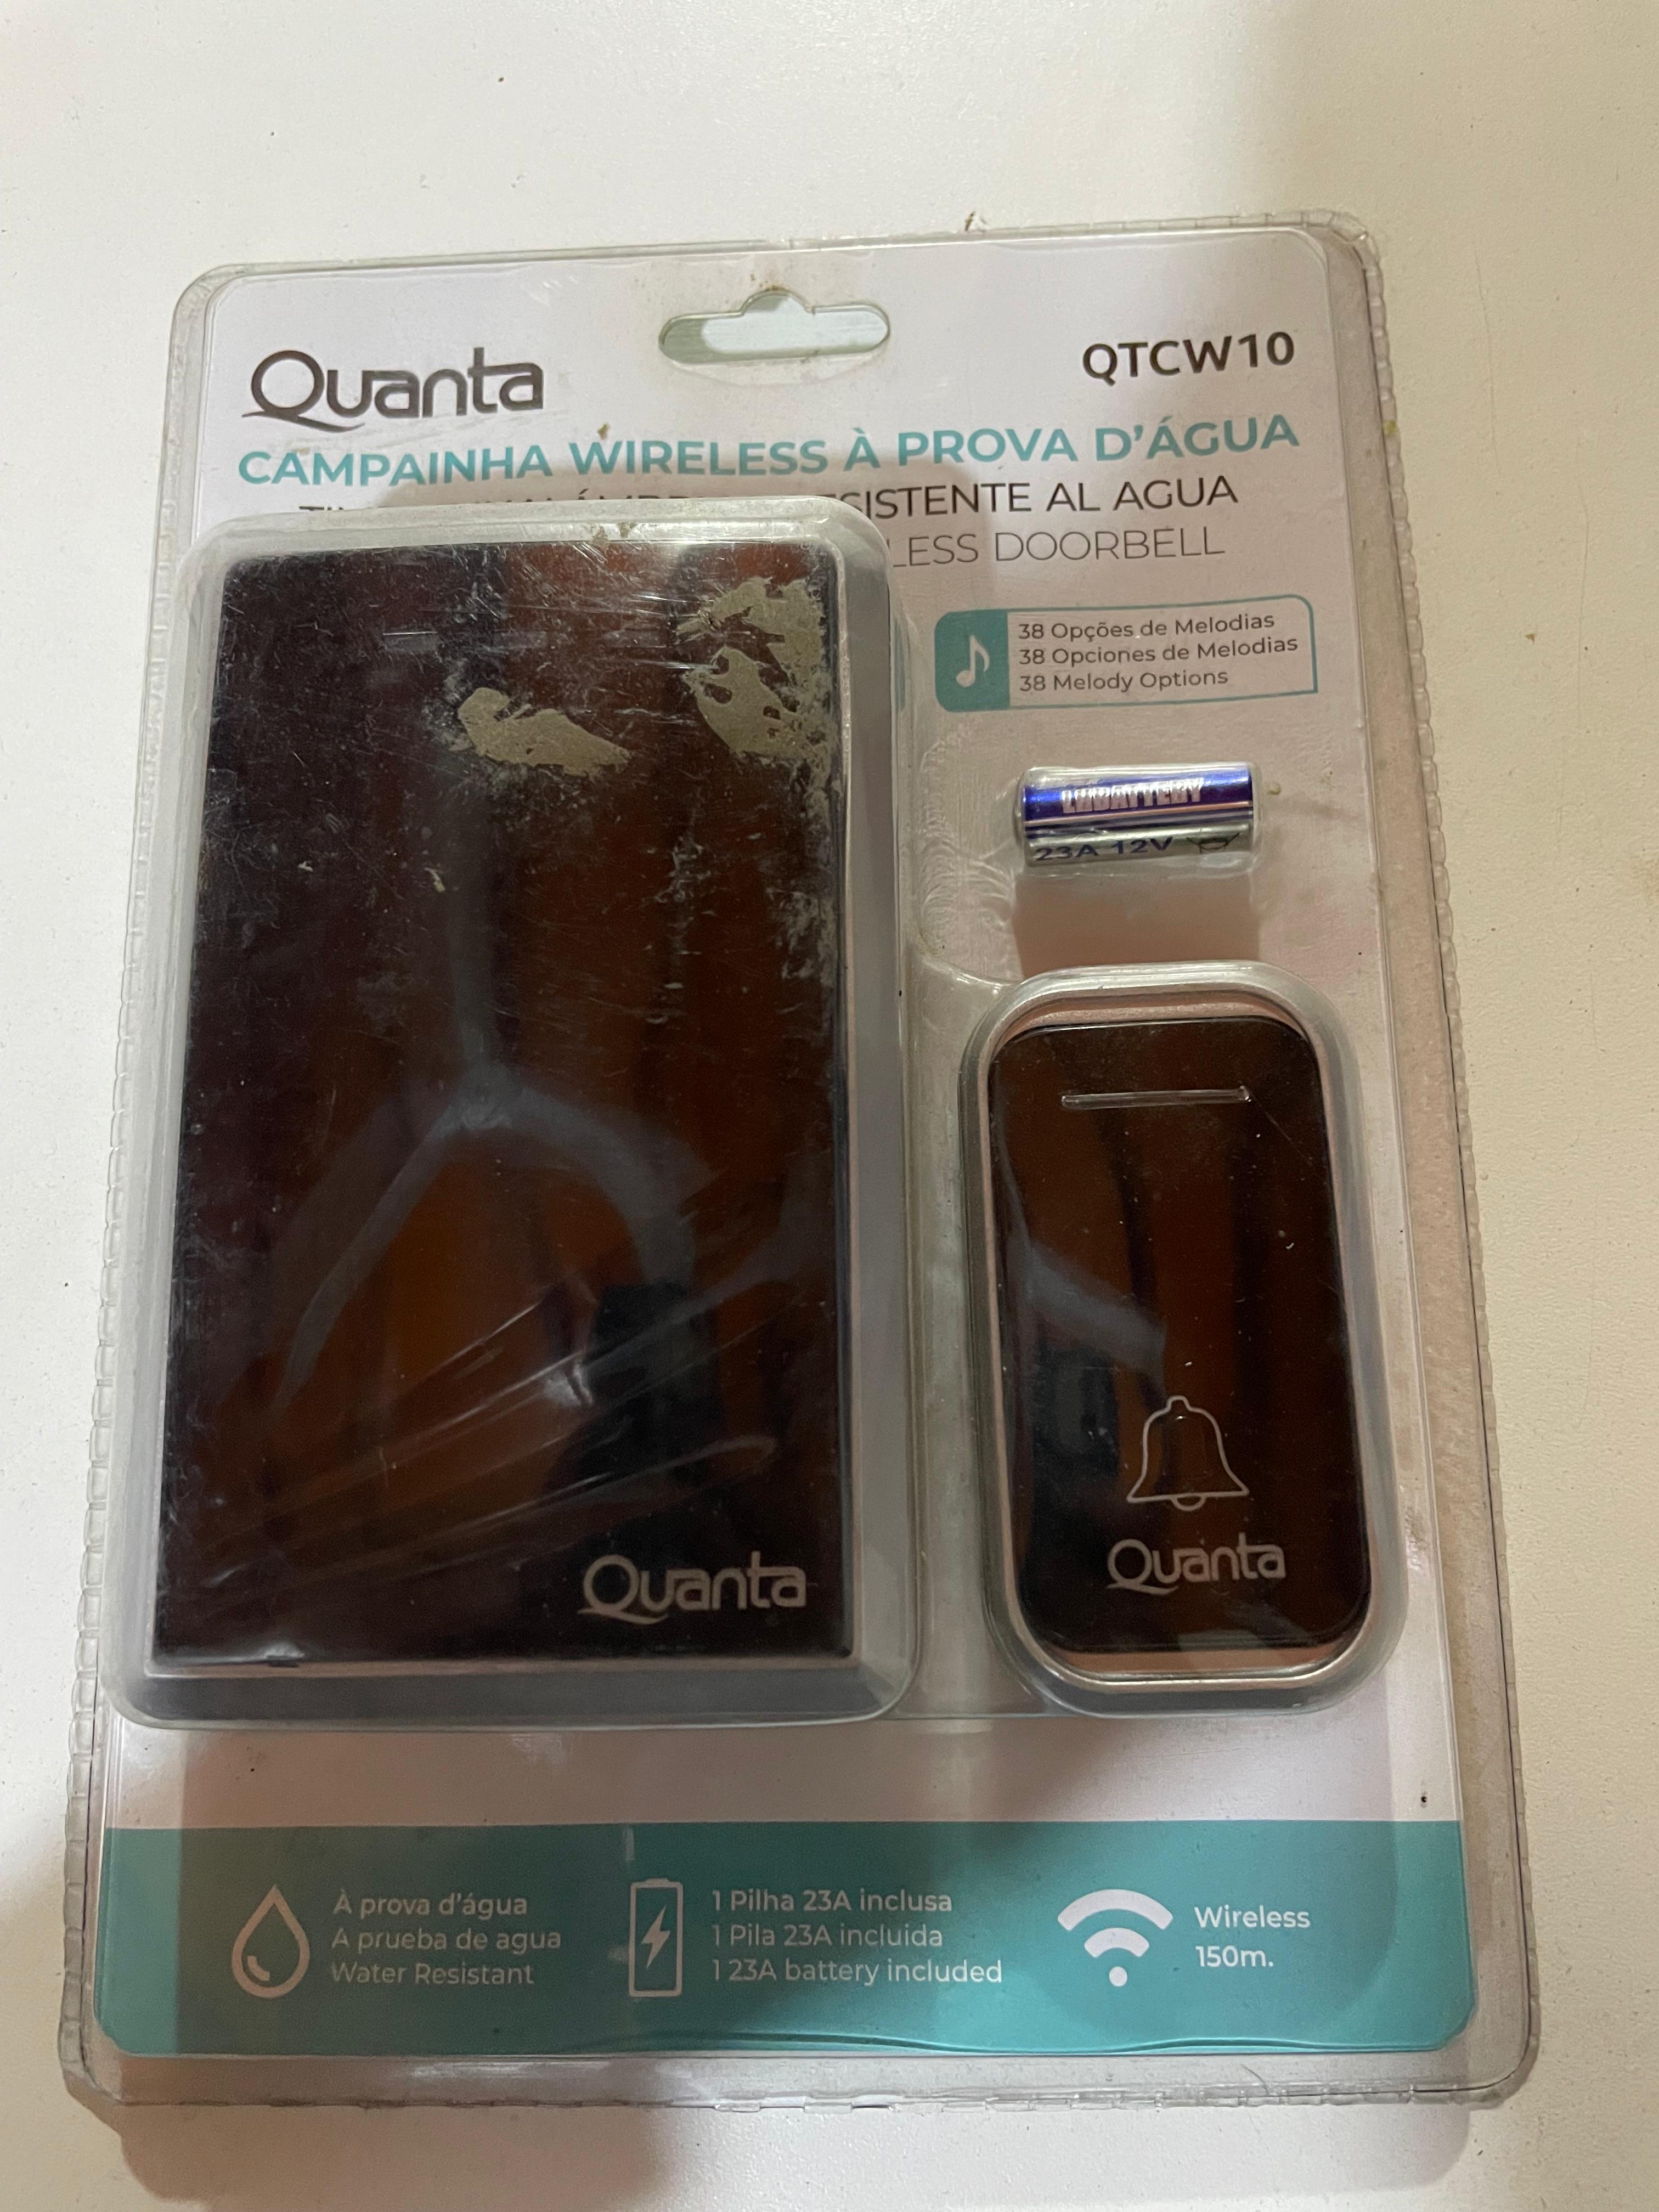 Quanta
QTCW10
CAMPAINHA WIRELESS À PROVA D'ÁGUA
AL AGUA
DOORBELL
38 Opções de Melodias
38 Opciones de Melodias
38 Melody Options
23A 12V
Quanta
Quanta
À prova d'água
A prueba de agua
Water Resistant
1 Pilha 23A inclusa
1 Pila 23A incluida
1 23A battery included
Wireless
150m.